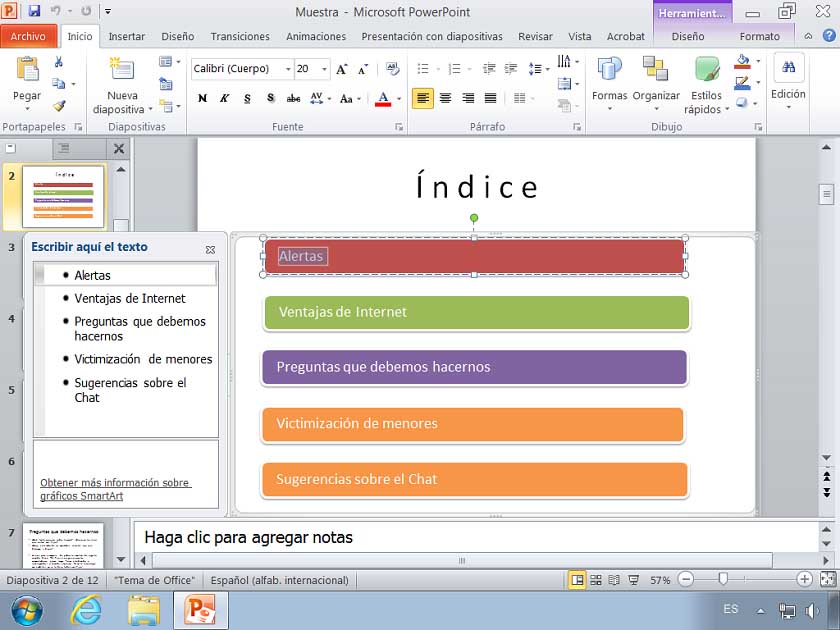 Muestra - Microsoft PowerPoint
Herramient...
Archivo Inicio Insertar Diseño Transiciones Animaciones Presentación con diapositivas Revisar Vista Acrobat Diseño Formato
Pegar
Nueva diapositiva
Calibri (Cuerpo) 20
Formas Organizar Estilos rápidos
Edición
Portapapeles Diapositivas Fuente Párrafo Dibujo
2
Índice
3
4
5
6
7
Escribir aquí el texto
Alertas
Ventajas de Internet
Preguntas que debemos
hacernos
Victimización de menores
Sugerencias sobre el
Chat
Obtener más información sobre
gráficos SmartArt
Preguntas que debemos hacernos
Índice
Alertas
Ventajas de Internet
Preguntas que debemos hacernos
Victimización de menores
Sugerencias sobre el Chat
Haga clic para agregar notas
Diapositiva 2 de 12 "Tema de Office" Español (alfab. internacional) 57%
ES